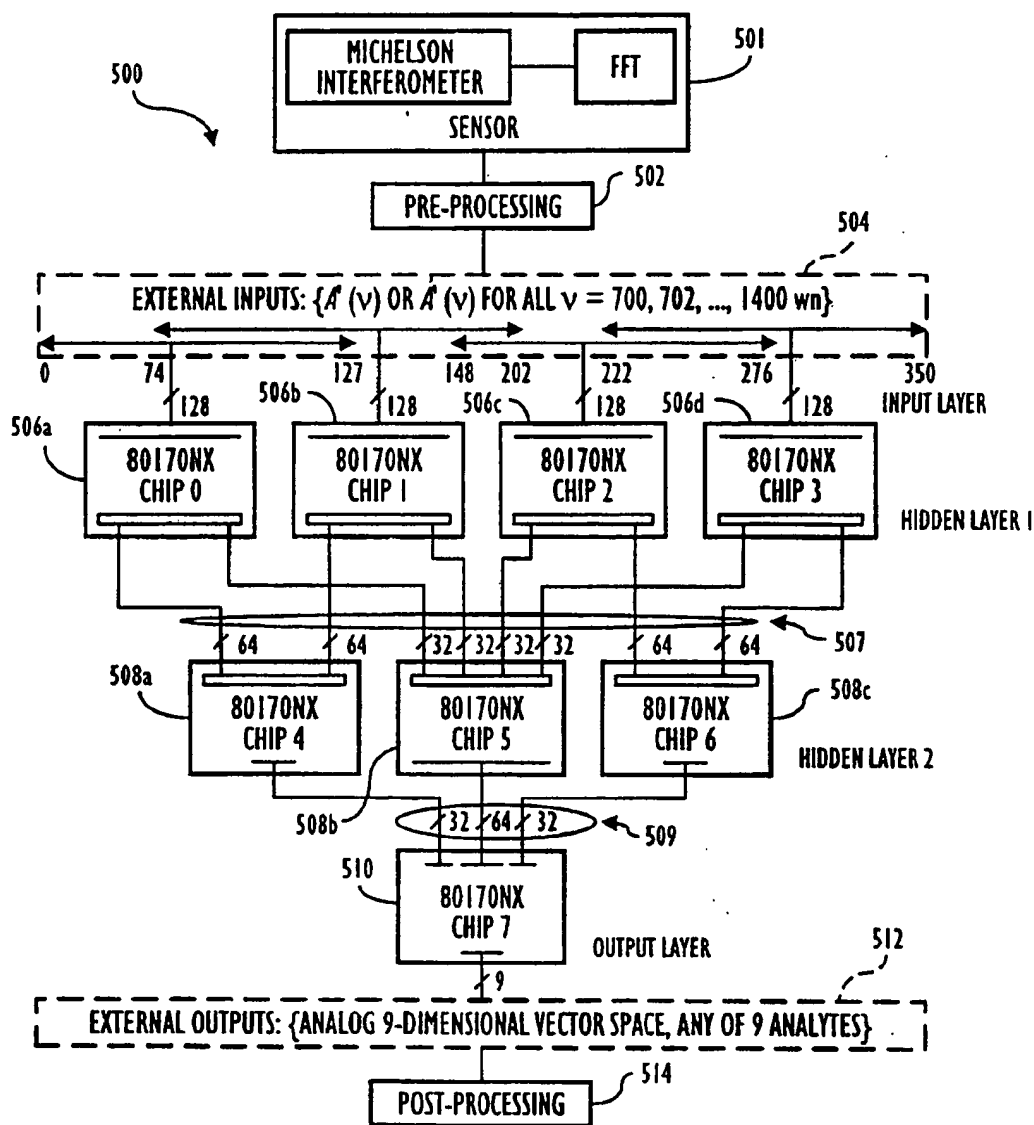 500
MICHELSON
INTERFEROMETER
FFT
501
SENSOR
502
PRE-PROCESSING
504
EXTERNAL INPUTS: {A' (ν) OR A' (ν) FOR ALL ν = 700, 702, ..., 1400 wn}
0 74 127 148 202 222 276 350
506a 128 506b 128 506c 128 506d 128 INPUT LAYER
80170NX 80170NX 80170NX 80170NX
CHIP 0 CHIP 1 CHIP 2 CHIP 3
HIDDEN LAYER 1
507
64 64 32 32 32 32 64 64
508a 508c
80170NX 80170NX 80170NX
CHIP 4 CHIP 5 CHIP 6
HIDDEN LAYER 2
508b 32 64 32 509
510
80170NX
CHIP 7
OUTPUT LAYER
9
512
EXTERNAL OUTPUTS: {ANALOG 9-DIMENSIONAL VECTOR SPACE, ANY OF 9 ANALYTES}
514
POST-PROCESSING